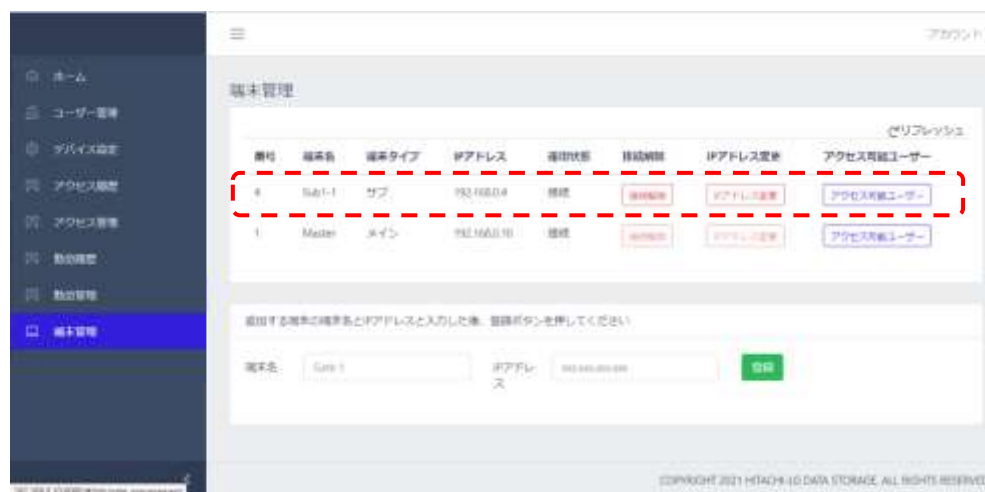 アカウント
ホーム
ユーザー管理
デバイス設定
アクセス履歴
アクセス管理
勤怠履歴
勤怠管理
端末管理
端末管理
リフレッシュ
番号 端末名 端末タイプ IPアドレス 運用状態 接続解除 IPアドレス変更 アクセス可能ユーザー
4 Sub1-1 サブ 192.168.0.4 接続 接続解除 IPアドレス変更 アクセス可能ユーザー
1 Master メイン 192.168.0.10 接続 接続解除 IPアドレス変更 アクセス可能ユーザー
追加する端末の端末名とIPアドレスと入力した後、登録ボタンを押してください
端末名 IPアドレ
ス 登録
COPYRIGHT 2021 HITACHI-LG DATA STORAGE. ALL RIGHTS RESERVED